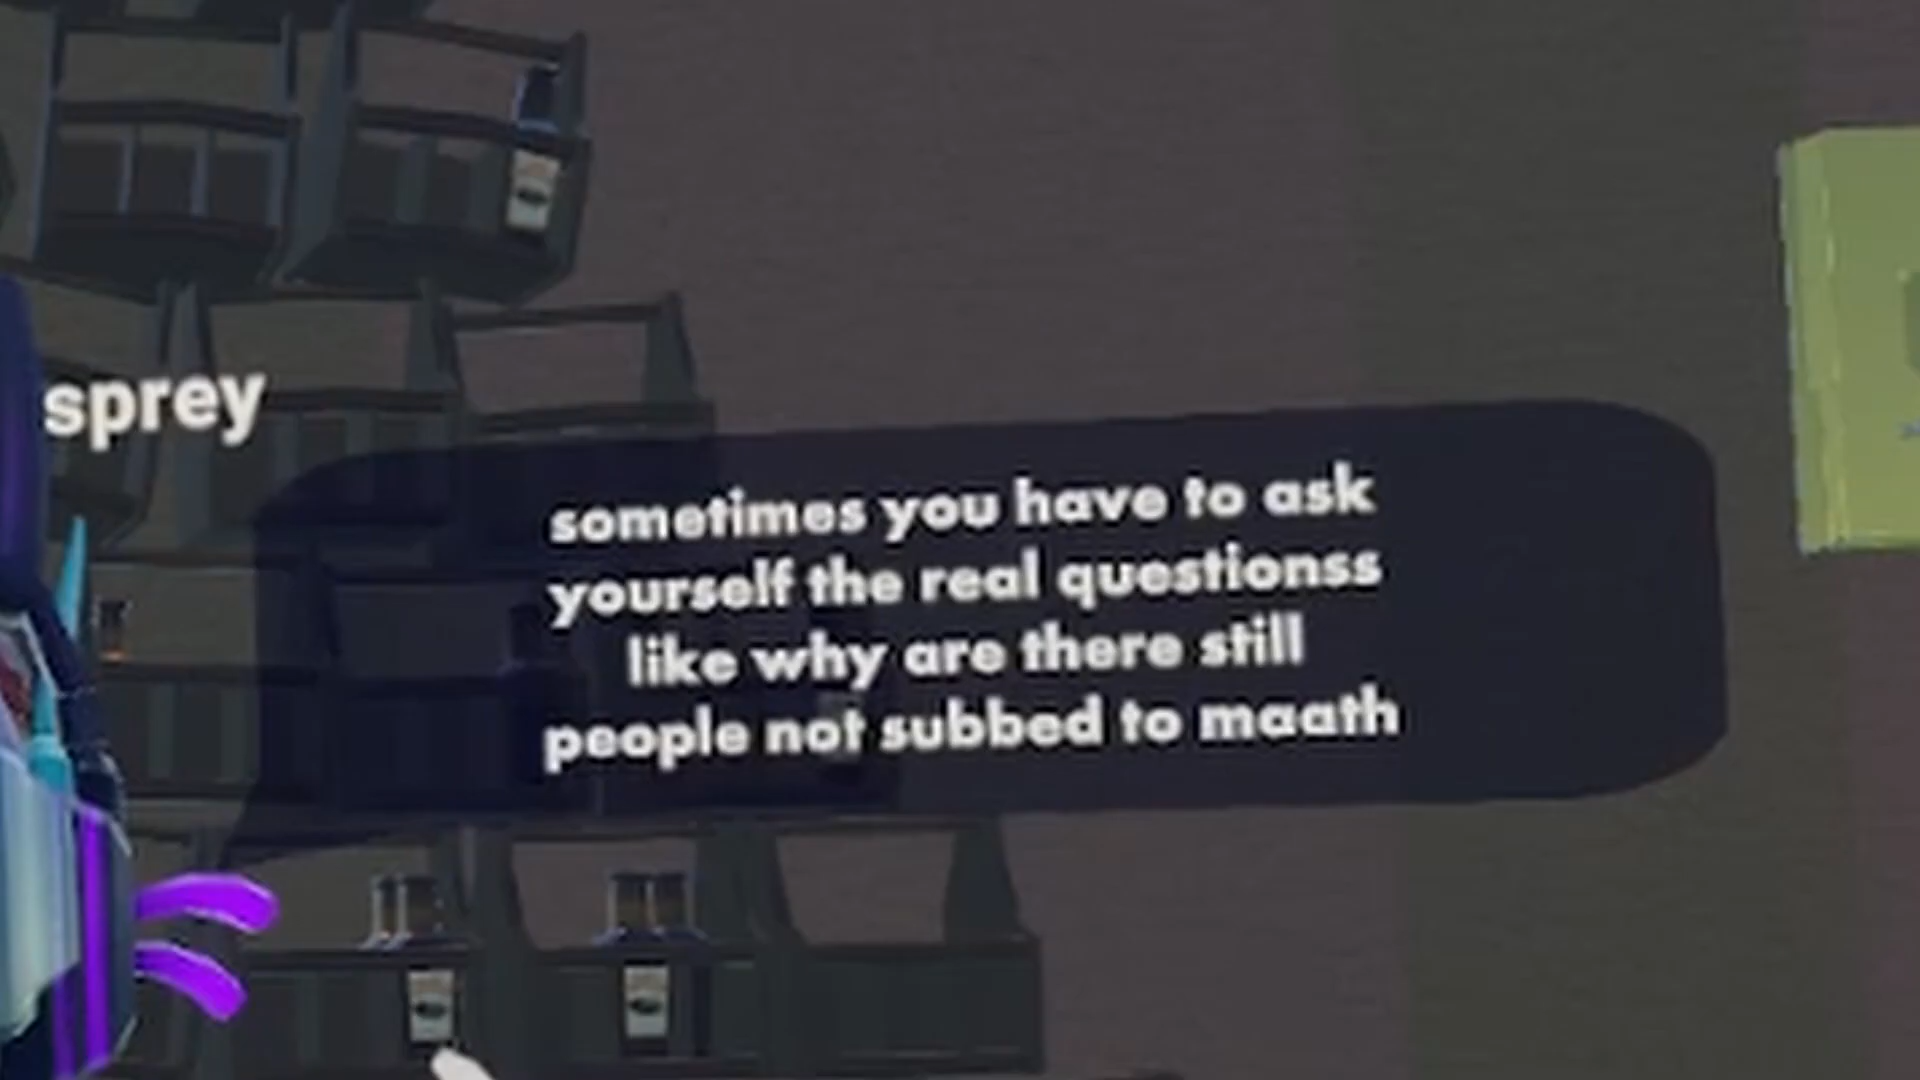 sprey
sometimes you have to ask
yourself the real questionss
like why are there still
people not subbed to maath